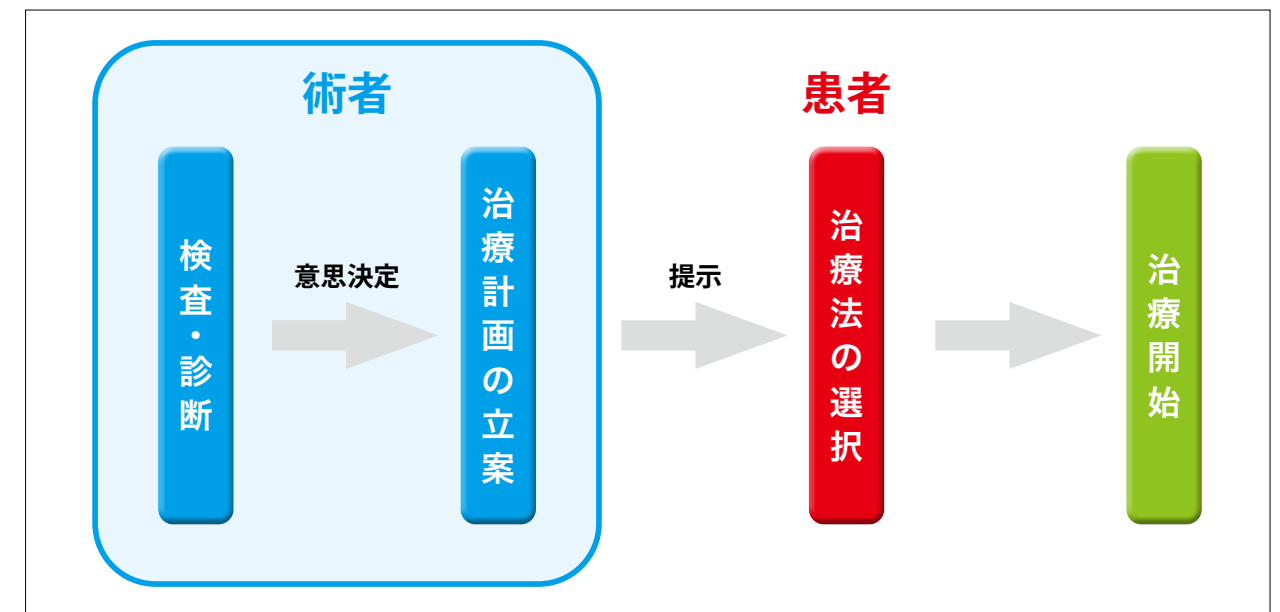 術者
患者
検査・診断
意思決定
治療計画の立案
提示
治療法の選択
治療開始